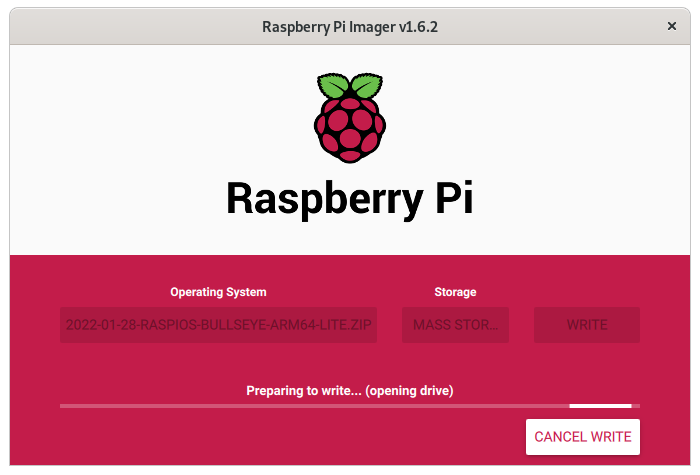 Raspberry Pi Imager v1.6.2
Raspberry Pi
Operating System
Storage
2022-01-28-RASPIOS-BULLSEYE-ARM64-LITE.ZIP
MASS STOR...
WRITE
Preparing to write... (opening drive)
CANCEL WRITE